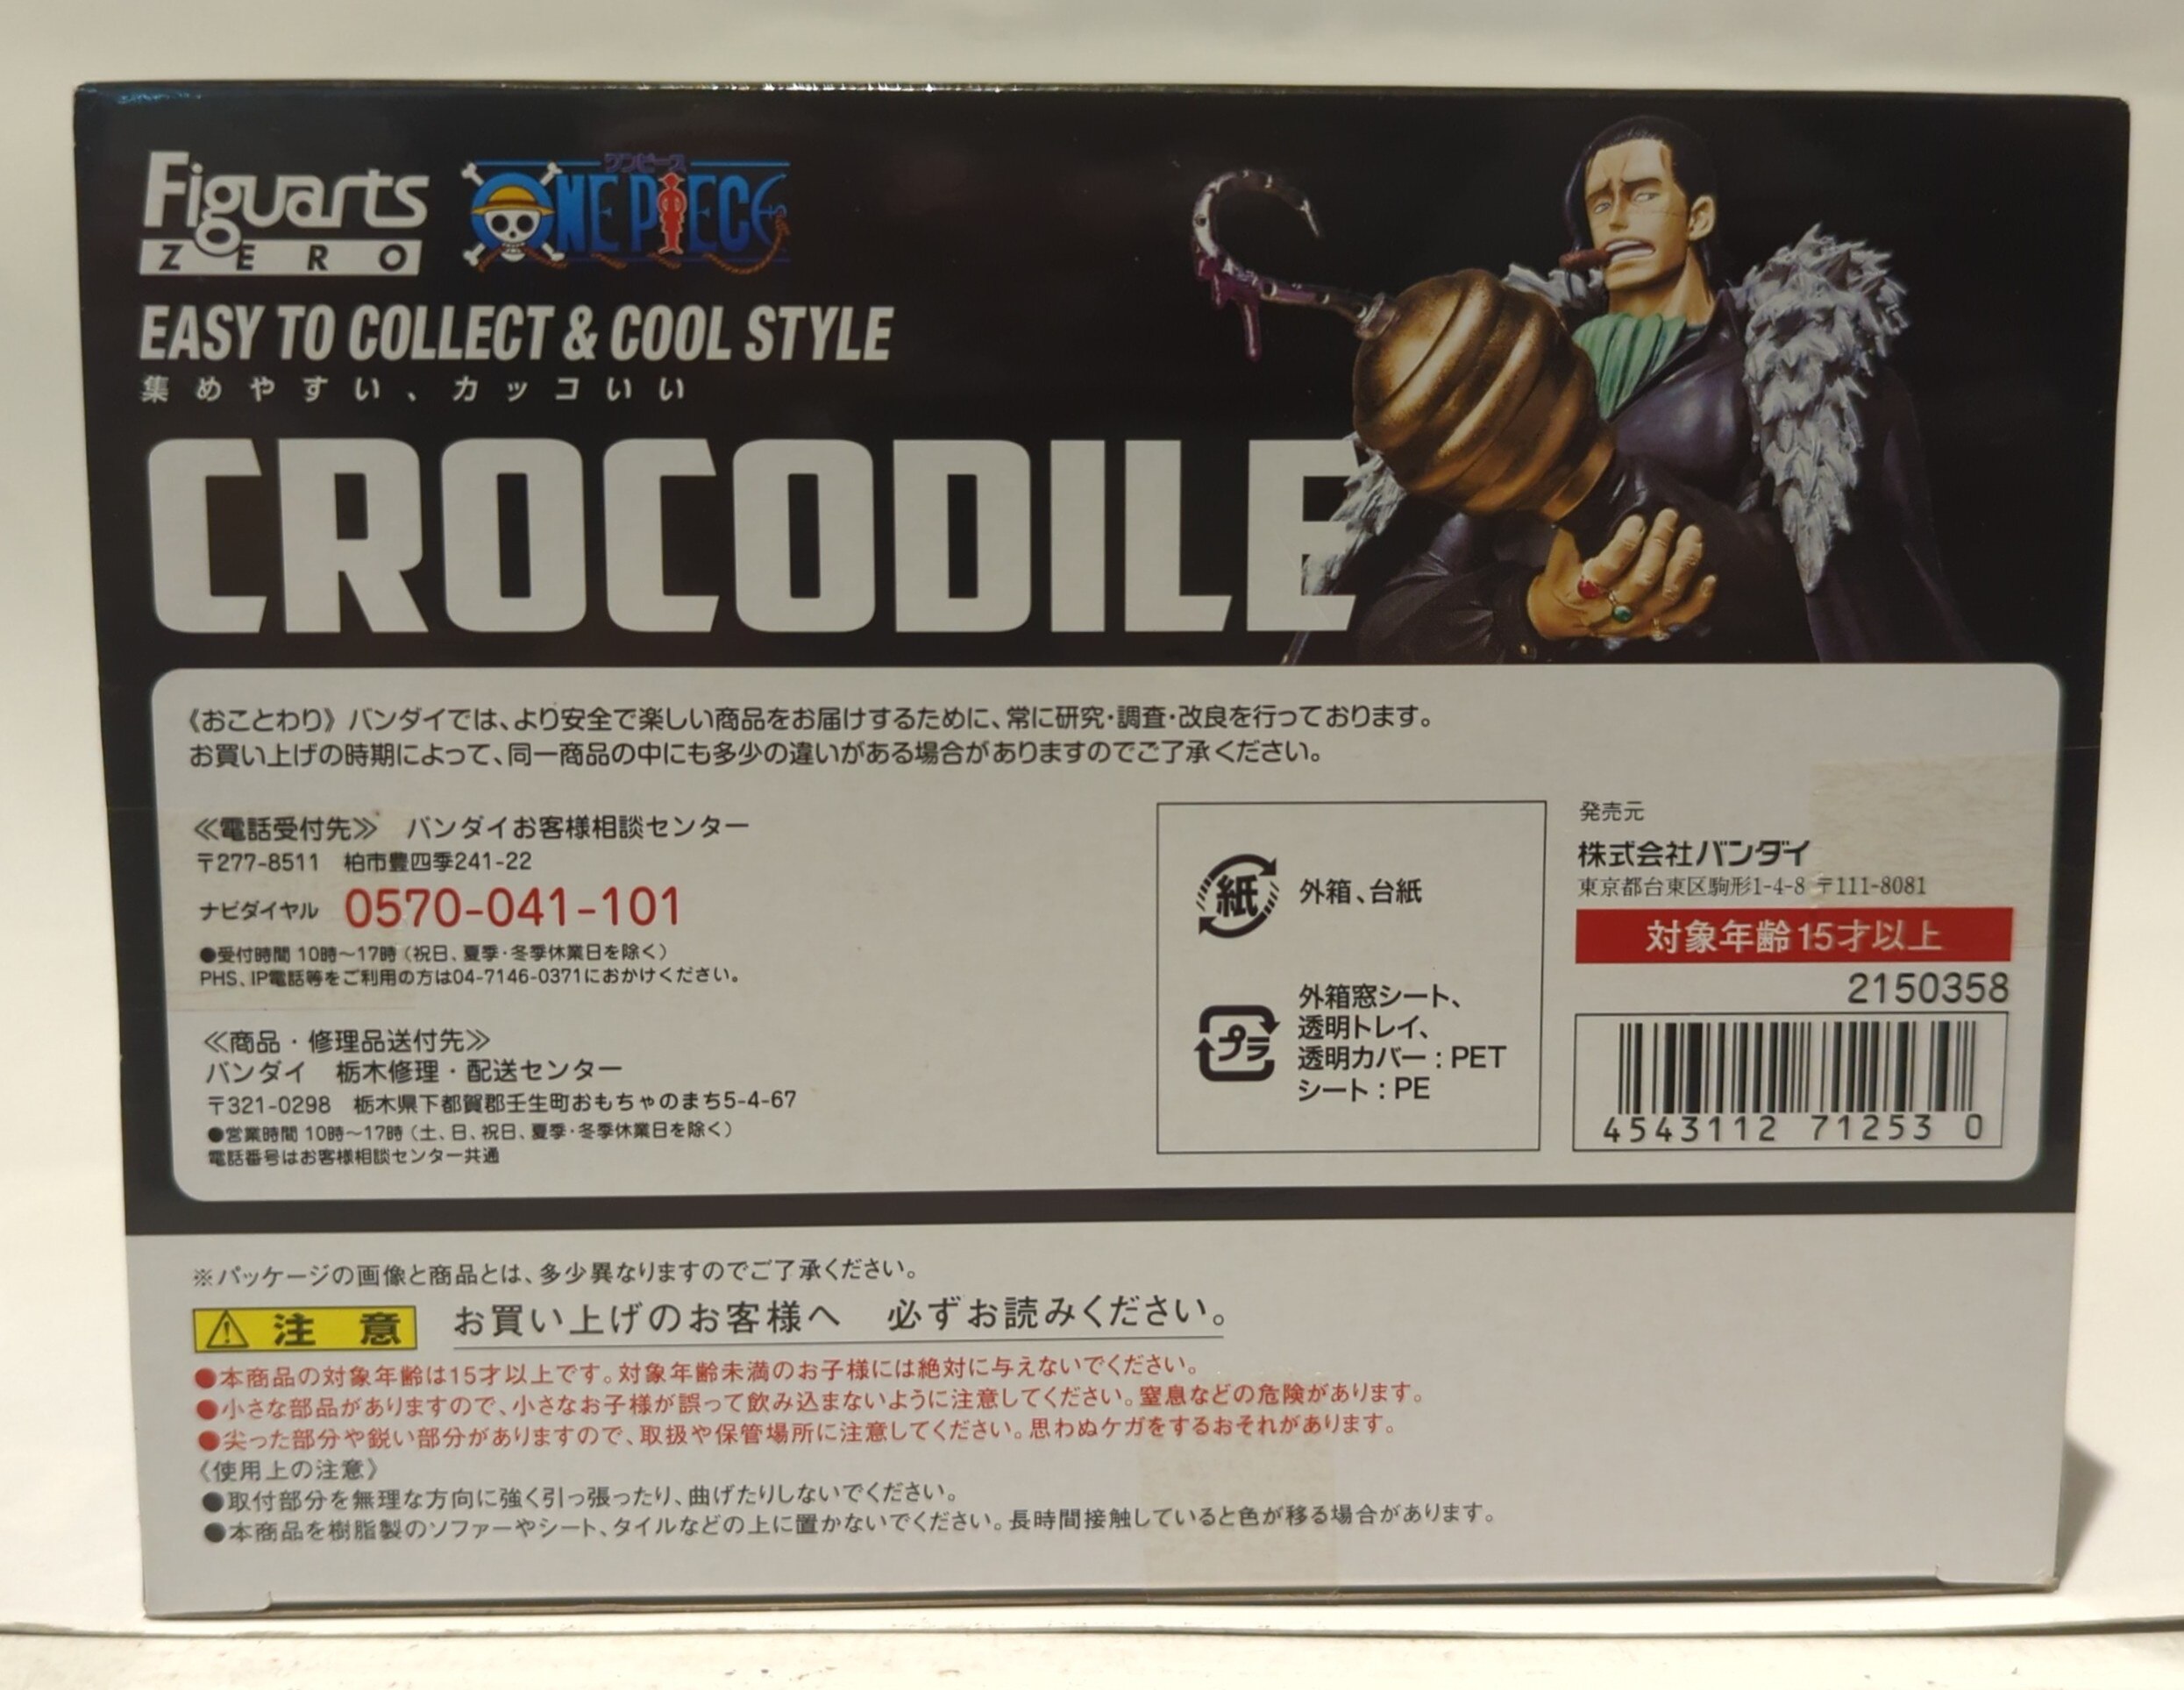 Figuarts
ZERO
ワンピース
ONE PIECE
EASY TO COLLECT & COOL STYLE
集めやすい、カッコいい
CROCODILE
《おことわり》バンダイでは、より安全で楽しい商品をお届けするために、常に研究・調査・改良を行っております。
お買い上げの時期によって、同一商品の中にも多少の違いがある場合がありますのでご了承ください。
≪電話受付先≫　バンダイお客様相談センター
〒277-8511　柏市豊四季241-22
ナビダイヤル 0570-041-101
●受付時間 10時～17時（祝日、夏季・冬季休業日を除く）
PHS、IP電話等をご利用の方は04-7146-0371におかけください。
≪商品・修理品送付先≫
バンダイ　栃木修理・配送センター
〒321-0298　栃木県下都賀郡壬生町おもちゃのまち5-4-67
●営業時間 10時～17時（土、日、祝日、夏季・冬季休業日を除く）
電話番号はお客様相談センター共通
紙 外箱、台紙
プラ 外箱窓シート、
透明トレイ、
透明カバー：PET
シート：PE
発売元
株式会社バンダイ
東京都台東区駒形1-4-8 〒111-8081
対象年齢15才以上
2150358
4543112 71253 0
※パッケージの画像と商品とは、多少異なりますのでご了承ください。
注意 お買い上げのお客様へ　必ずお読みください。
●本商品の対象年齢は15才以上です。対象年齢未満のお子様には絶対に与えないでください。
●小さな部品がありますので、小さなお子様が誤って飲み込まないように注意してください。窒息などの危険があります。
●尖った部分や鋭い部分がありますので、取扱や保管場所に注意してください。思わぬケガをするおそれがあります。
《使用上の注意》
●取付部分を無理な方向に強く引っ張ったり、曲げたりしないでください。
●本商品を樹脂製のソファーやシート、タイルなどの上に置かないでください。長時間接触していると色が移る場合があります。